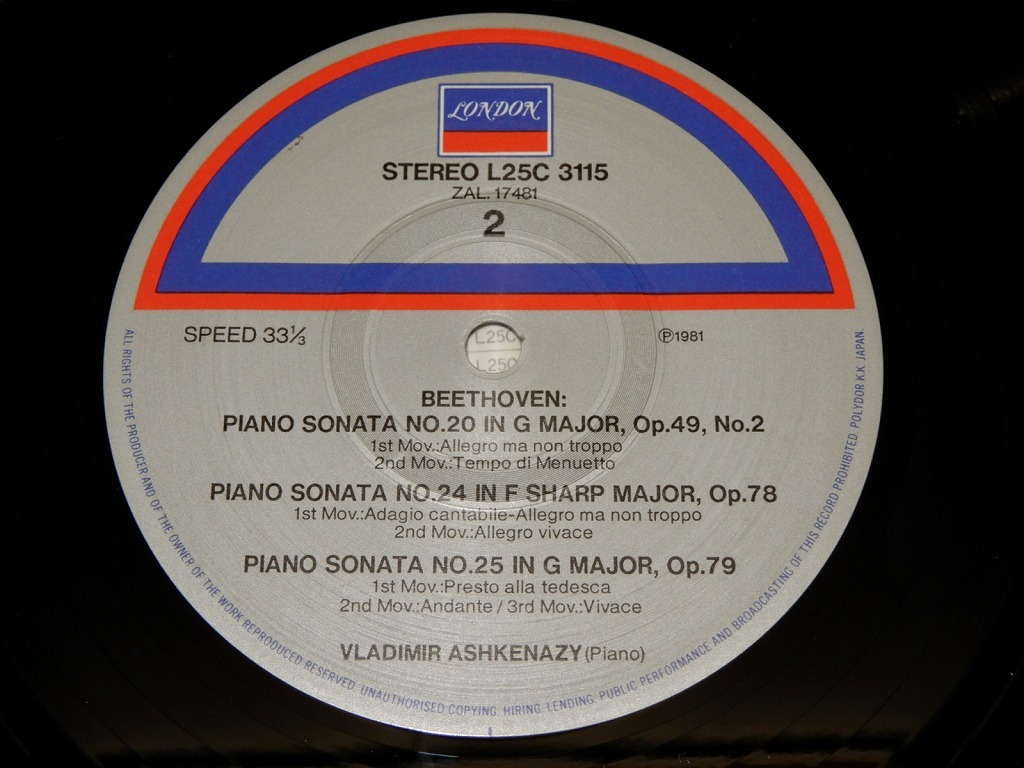 LONDON
STEREO L25C 3115
ZAL. 17481
2
SPEED 33⅓
℗1981
L25C
L25C
BEETHOVEN:
PIANO SONATA NO.20 IN G MAJOR, Op.49, No.2
1st Mov.:Allegro ma non troppo
2nd Mov.:Tempo di Menuetto
PIANO SONATA NO.24 IN F SHARP MAJOR, Op.78
1st Mov.:Adagio cantabile-Allegro ma non troppo
2nd Mov.:Allegro vivace
PIANO SONATA NO.25 IN G MAJOR, Op.79
1st Mov.:Presto alla tedesca
2nd Mov.:Andante / 3rd Mov.:Vivace
VLADIMIR ASHKENAZY (Piano)
ALL RIGHTS OF THE PRODUCER AND OF THE OWNER OF THE WORK REPRODUCED RESERVED. UNAUTHORISED COPYING. HIRING. LENDING. PUBLIC PERFORMANCE AND BROADCASTING OF THIS RECORD PROHIBITED. POLYDOR K.K. JAPAN.